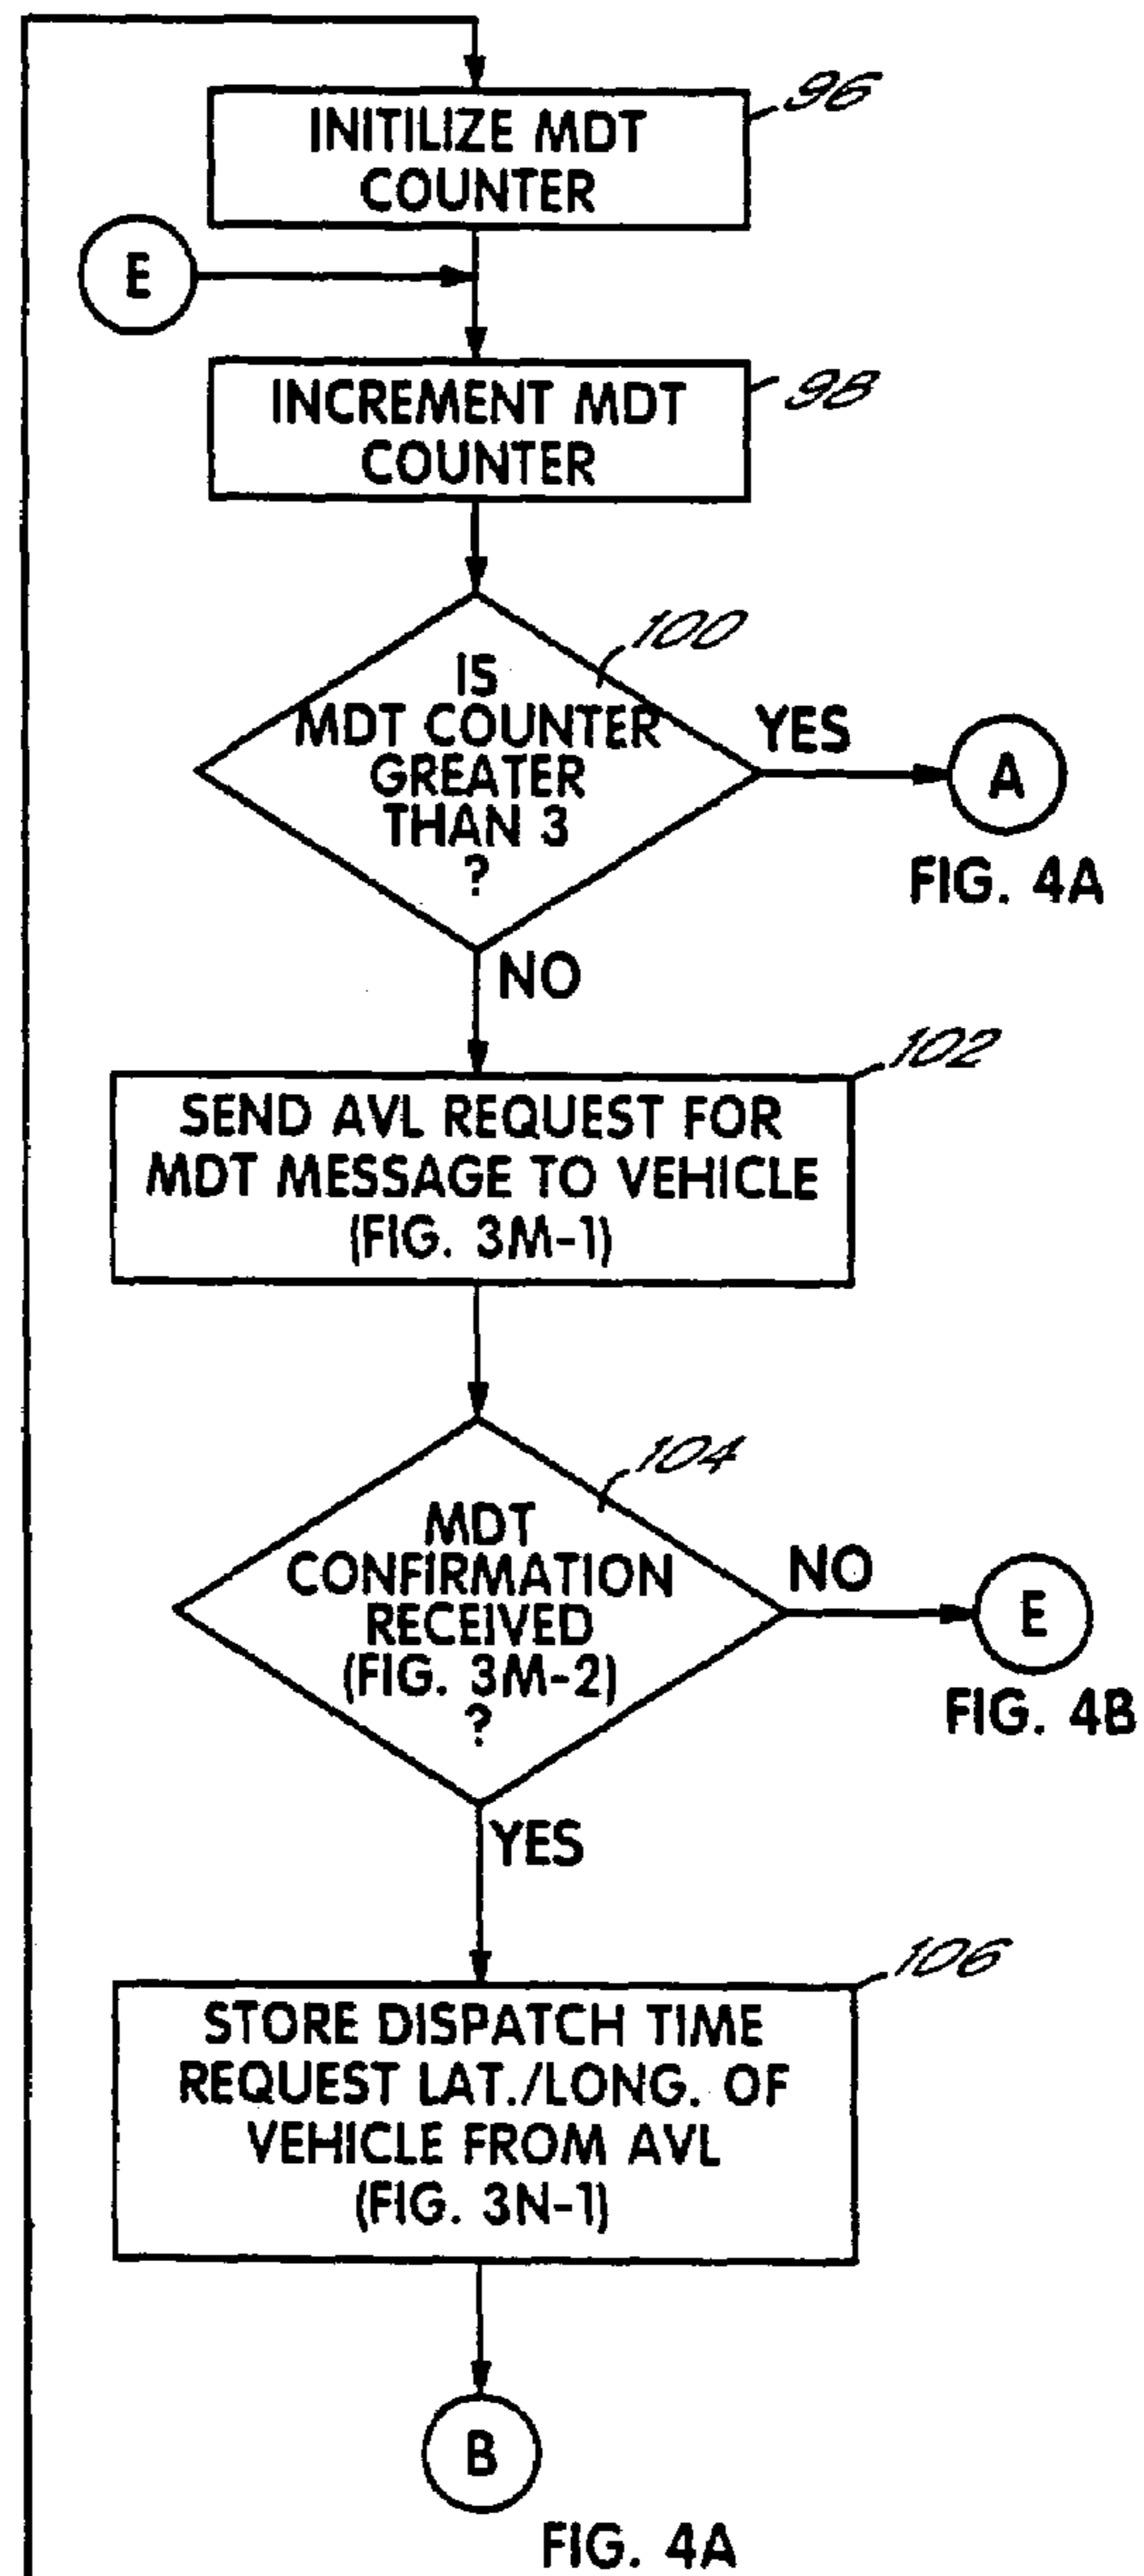 96
INITILIZE MDT
COUNTER
E
98
INCREMENT MDT
COUNTER
100
IS
MDT COUNTER
GREATER
THAN 3
?
YES
A
FIG. 4A
NO
102
SEND AVL REQUEST FOR
MDT MESSAGE TO VEHICLE
(FIG. 3M-1)
104
MDT
CONFIRMATION
RECEIVED
(FIG. 3M-2)
?
NO
E
FIG. 4B
YES
106
STORE DISPATCH TIME
REQUEST LAT./LONG. OF
VEHICLE FROM AVL
(FIG. 3N-1)
B
FIG. 4A